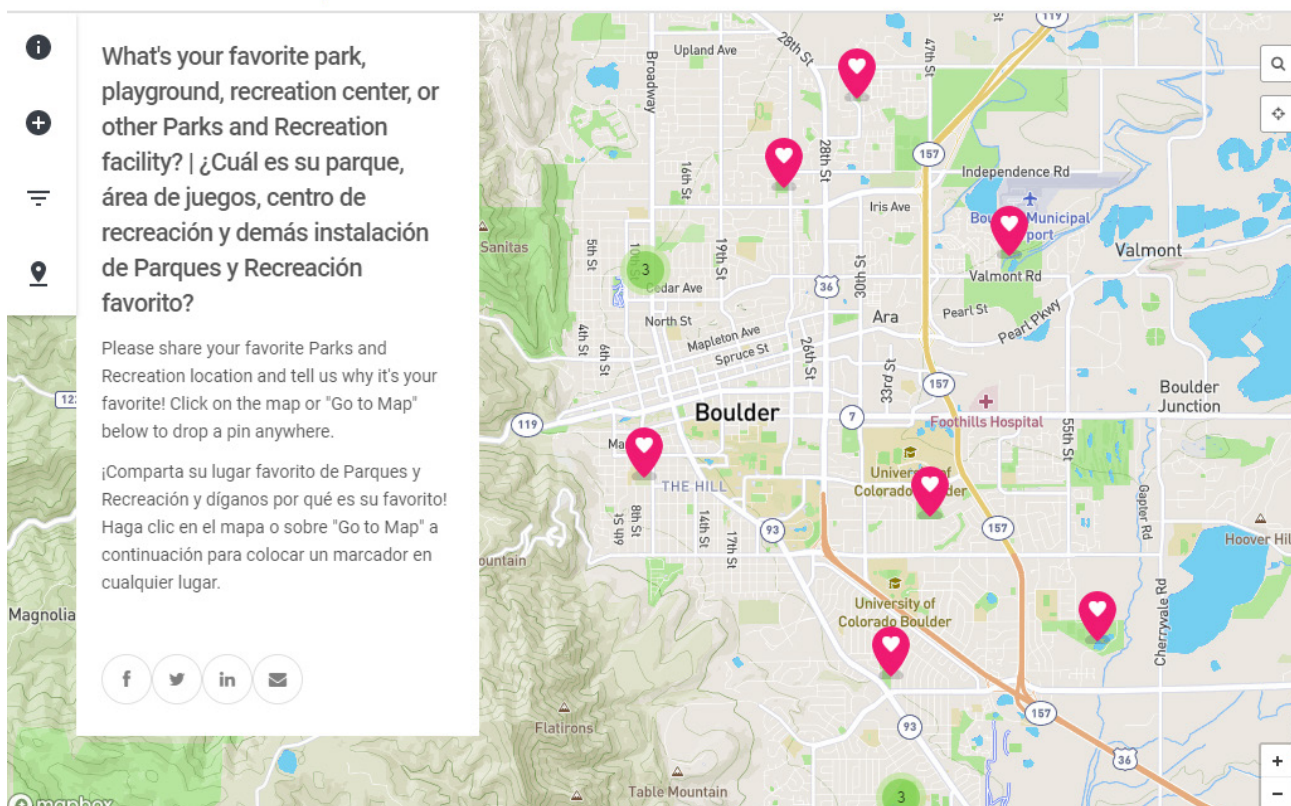 What's your favorite park,
playground, recreation center, or
other Parks and Recreation
facility? | ¿Cuál es su parque,
área de juegos, centro de
recreación y demás instalación
de Parques y Recreación
favorito?
Please share your favorite Parks and
Recreation location and tell us why it's your
favorite! Click on the map or "Go to Map"
below to drop a pin anywhere.
¡Comparta su lugar favorito de Parques y
Recreación y díganos por qué es su favorito!
Haga clic en el mapa o sobre "Go to Map" a
continuación para colocar un marcador en
cualquier lugar.
Magnolia
mapbox
119
28th St
47th St
Upland Ave
Broadway
157
28th St
16th St
Independence Rd
Iris Ave
Municipal
Valmont
Sanitas
5th St
19th St
3
Valmont Rd
36
30th St
North St
Ara
Pearl St
Pearl Pkwy
4th St
6th St
Mapleton Ave
Spruce St
26th St
33rd St
157
Boulder
Junction
Boulder
7
119
Foothills Hospital
55th St
THE HILL
University of
Colorado Boulder
8th St
14th St
17th St
93
157
Gapter Rd
Hoover Hil
University of
Colorado Boulder
Cherryvale Rd
Flatirons
93
157
36
Table Mountain
3